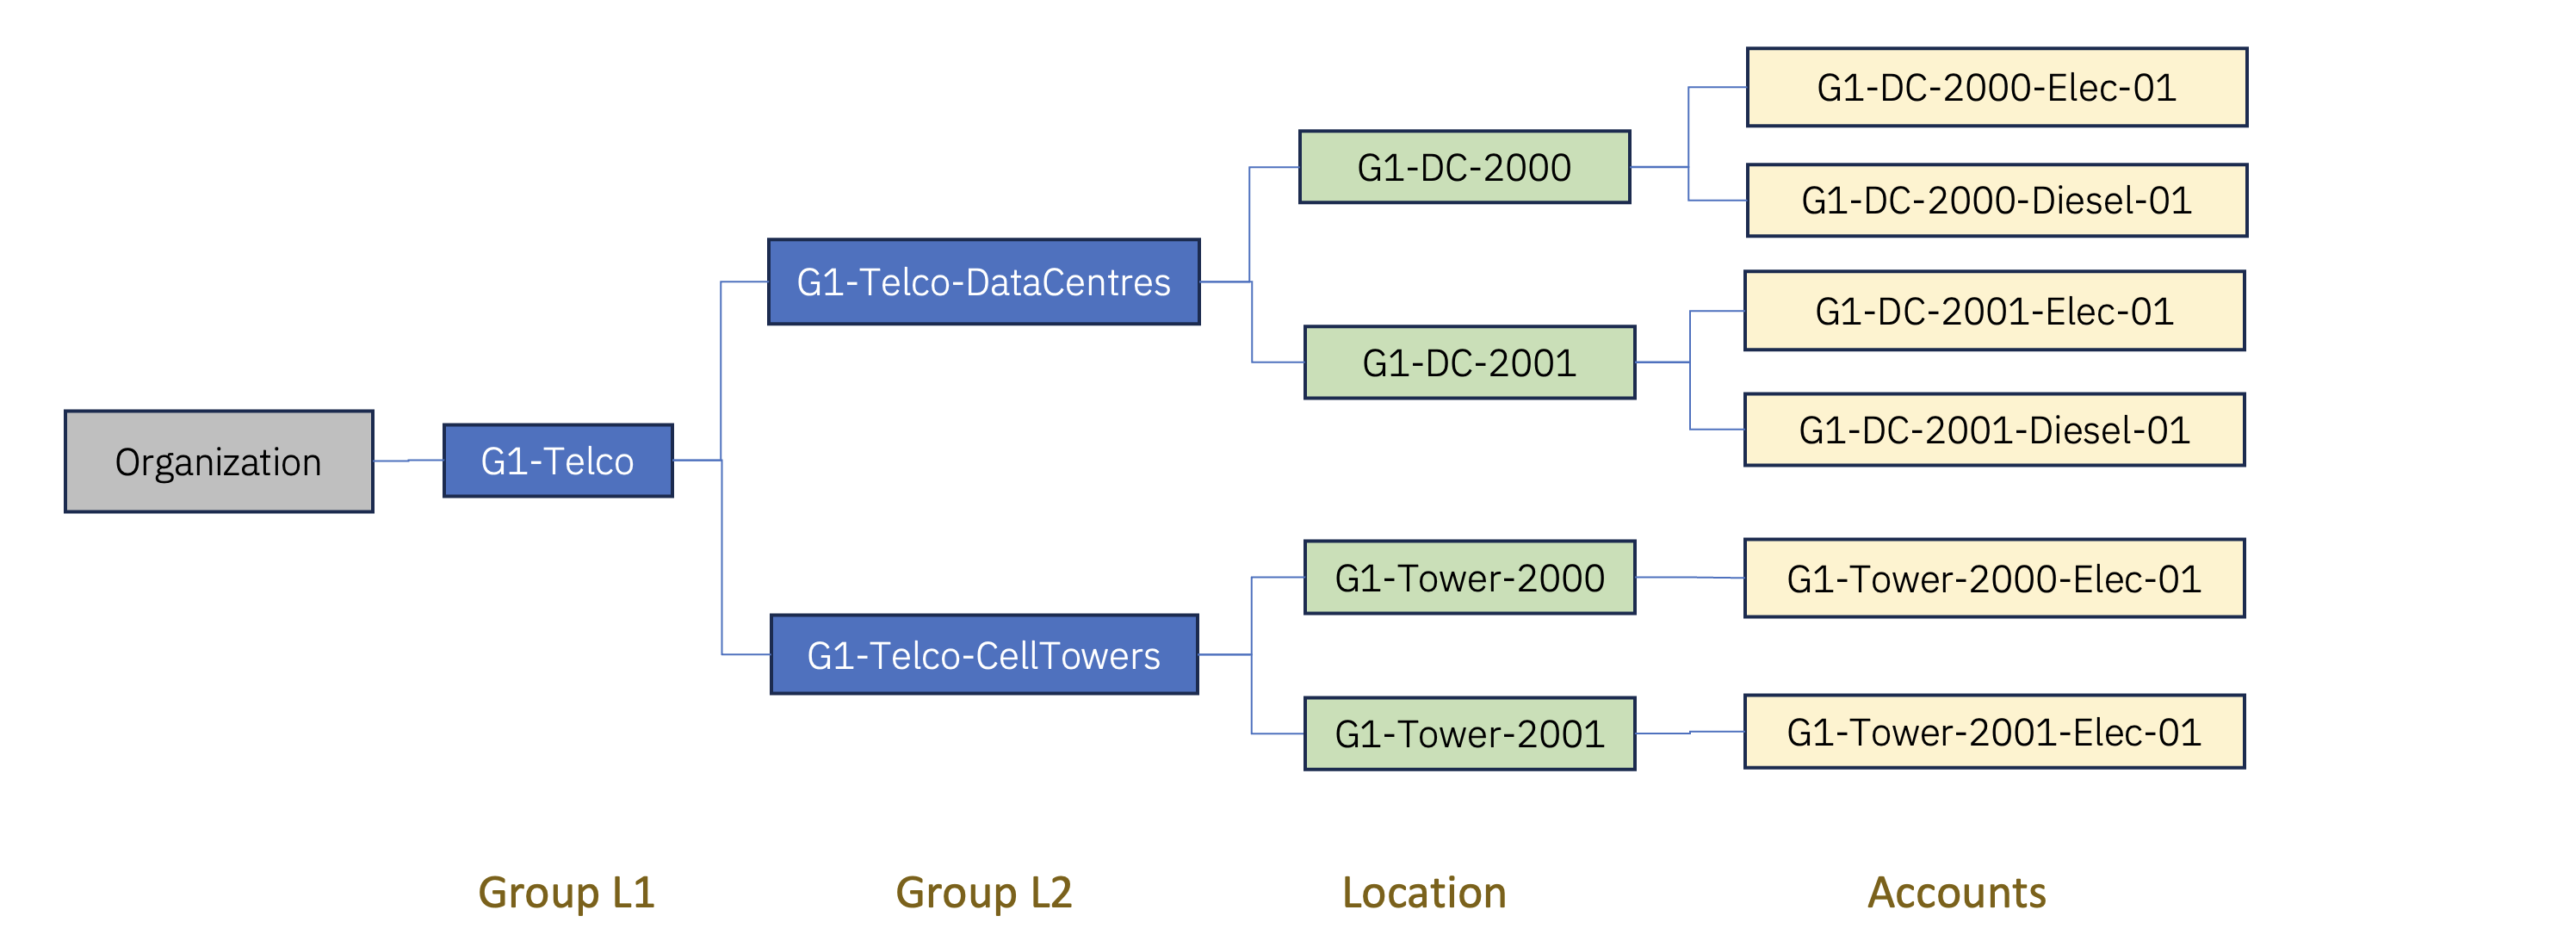 Organization
G1-Telco
G1-Telco-DataCentres
G1-Telco-CellTowers
G1-DC-2000
G1-DC-2001
G1-Tower-2000
G1-Tower-2001
G1-DC-2000-Elec-01
G1-DC-2000-Diesel-01
G1-DC-2001-Elec-01
G1-DC-2001-Diesel-01
G1-Tower-2000-Elec-01
G1-Tower-2001-Elec-01
Group L1
Group L2
Location
Accounts